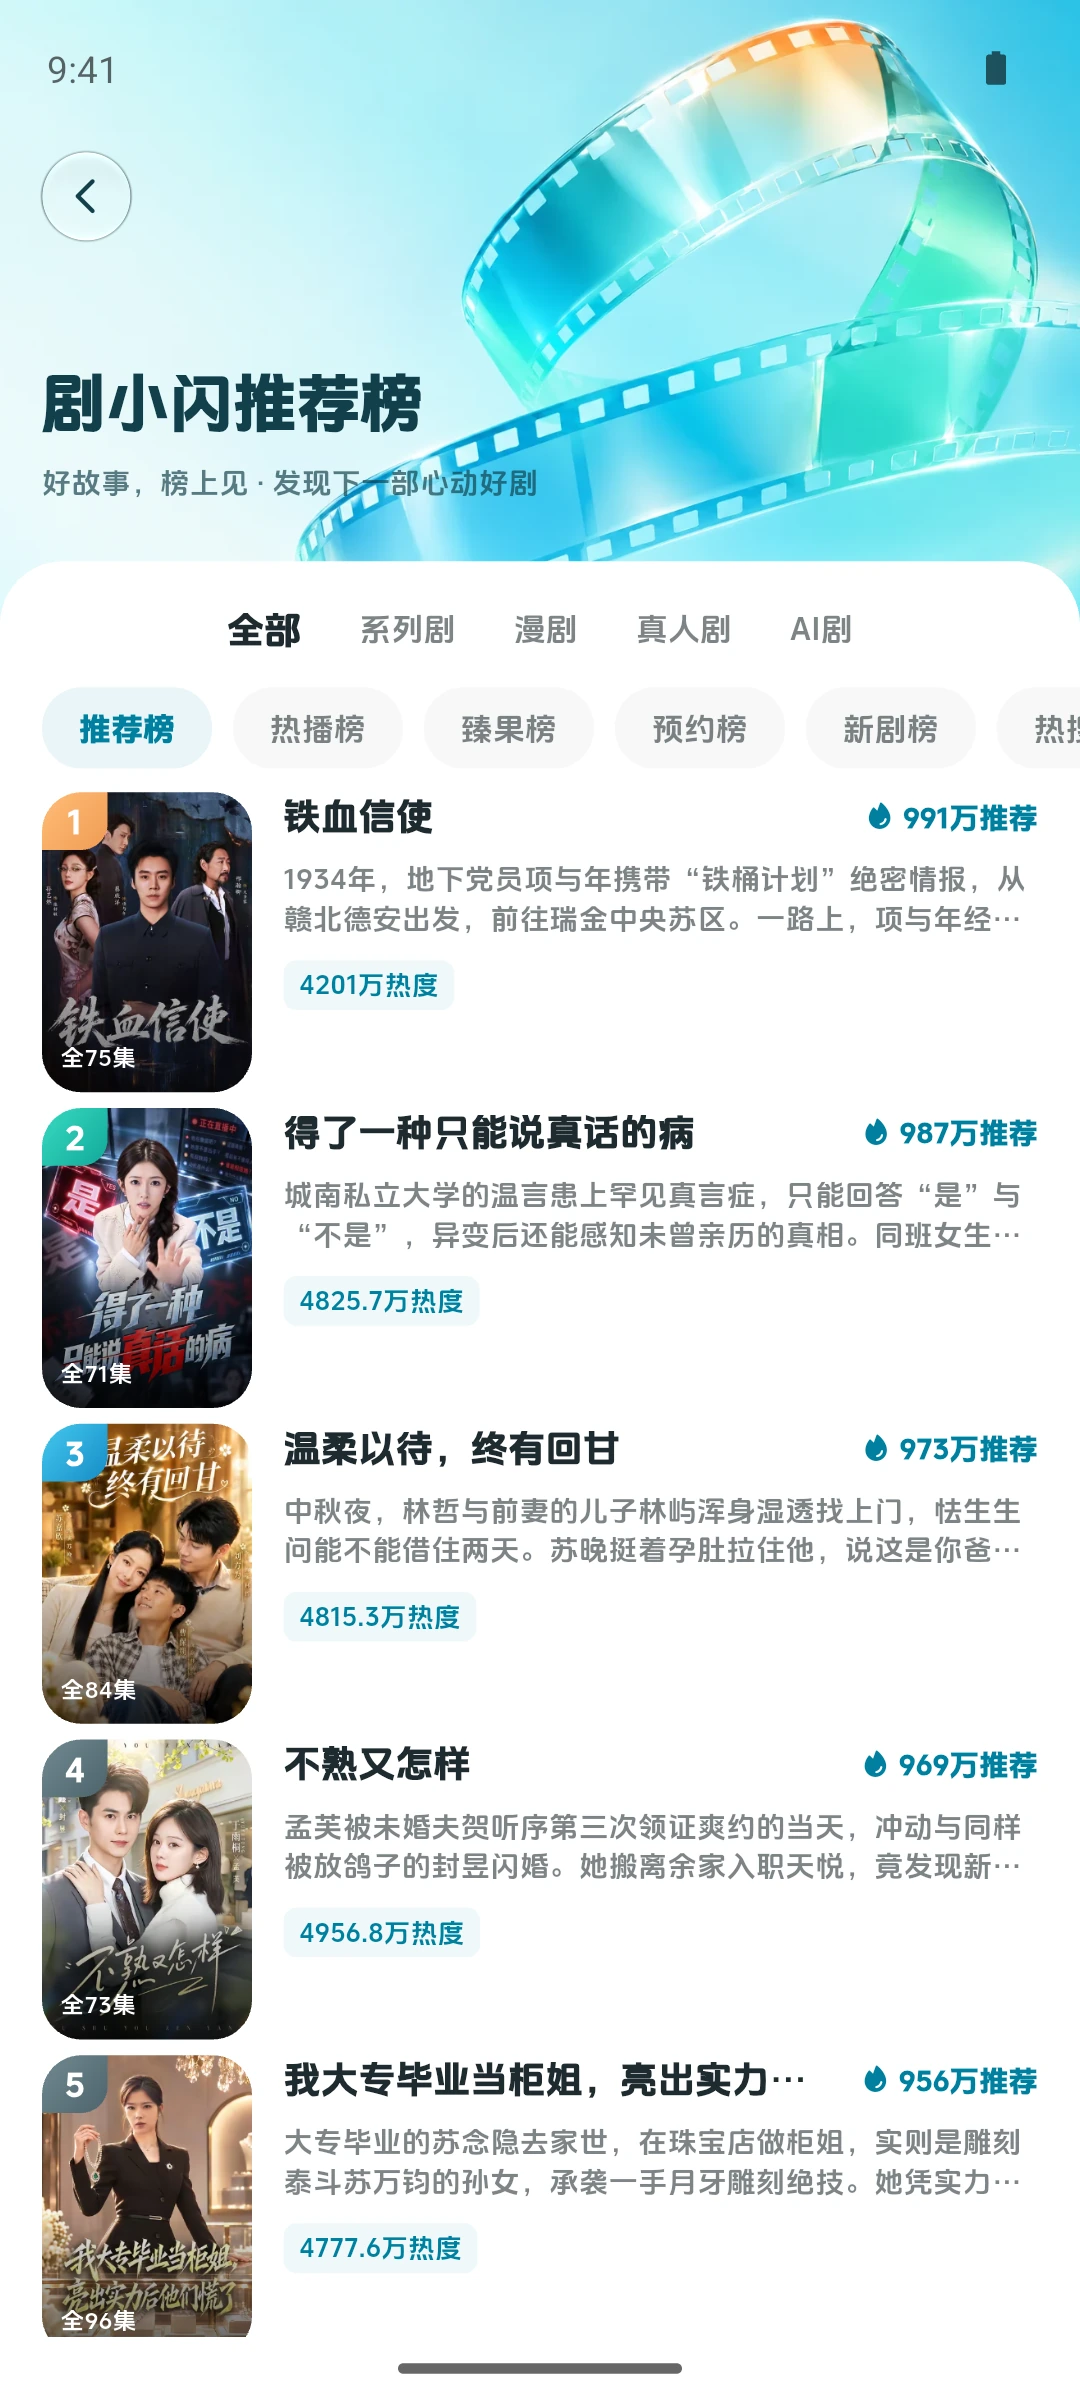 9:41
剧小闪推荐榜
好故事，榜上见 · 发现下一部心动好剧
全部 系列剧 漫剧 真人剧 AI剧
推荐榜 热播榜 臻果榜 预约榜 新剧榜 热搜
1
铁血信使
全75集
铁血信使
991万推荐
1934年，地下党员项与年携带“铁桶计划”绝密情报，从
赣北德安出发，前往瑞金中央苏区。一路上，项与年经…
4201万热度
2
正在直播中
是
YES
不是
NO
得了一种
只能说真话的病
全71集
得了一种只能说真话的病
987万推荐
城南私立大学的温言患上罕见真言症，只能回答“是”与
“不是”，异变后还能感知未曾亲历的真相。同班女生…
4825.7万热度
3
温柔以待
终有回甘
全84集
温柔以待，终有回甘
973万推荐
中秋夜，林哲与前妻的儿子林屿浑身湿透找上门，怯生生
问能不能借住两天。苏晚挺着孕肚拉住他，说这是你爸…
4815.3万热度
4
不熟又怎样
全73集
不熟又怎样
969万推荐
孟芙被未婚夫贺听序第三次领证爽约的当天，冲动与同样
被放鸽子的封昱闪婚。她搬离余家入职天悦，竟发现新…
4956.8万热度
5
我大专毕业当柜姐，
亮出实力后他们慌了
全96集
我大专毕业当柜姐，亮出实力…
956万推荐
大专毕业的苏念隐去家世，在珠宝店做柜姐，实则是雕刻
泰斗苏万钧的孙女，承袭一手月牙雕刻绝技。她凭实力…
4777.6万热度